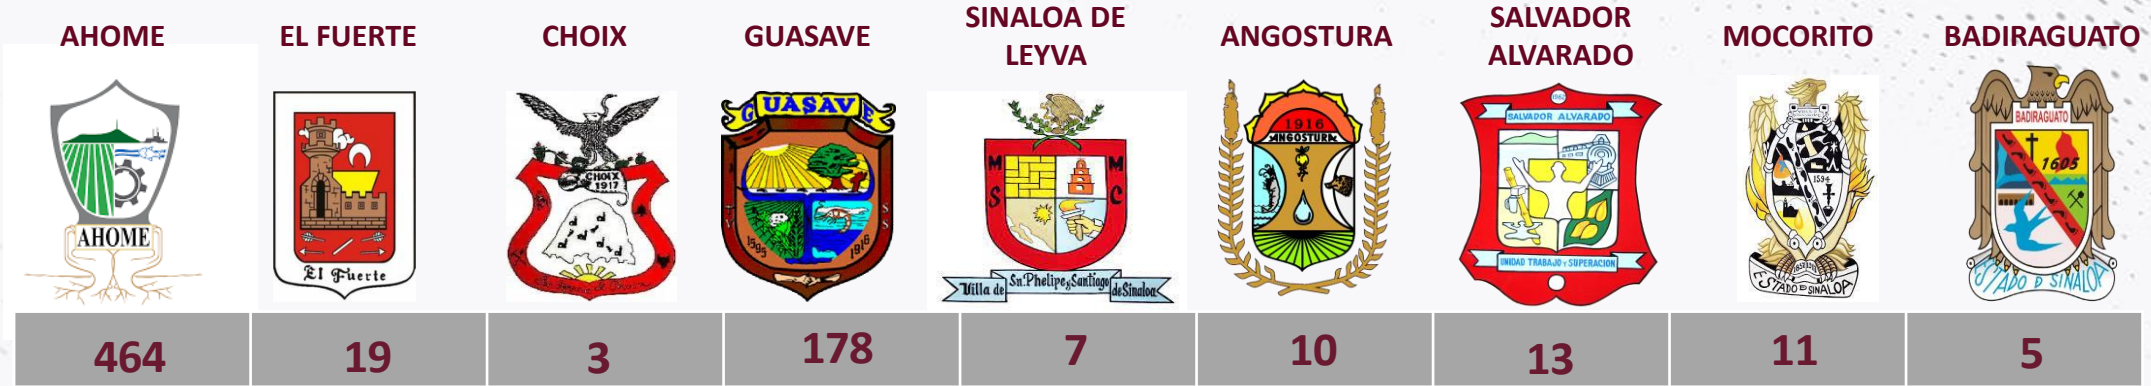 AHOME
EL FUERTE
CHOIX
GUASAVE
SINALOA DE
LEYVA
ANGOSTURA
SALVADOR
ALVARADO
MOCORITO
BADIRAGUATO
AHOME
El Fuerte
CHOIX
1917
GUASAVE
1595
1916
M M
S C
Villa de Sn. Phelipe y Santiago de Sinaloa
1916
ANGOSTURA
1962
SALVADOR ALVARADO
UNIDAD TRABAJO Y SUPERACION
1594
ESTADO D SINALOA
BADIRAGUATO
1605
ESTADO D SINALOA
464
19
3
178
7
10
13
11
5